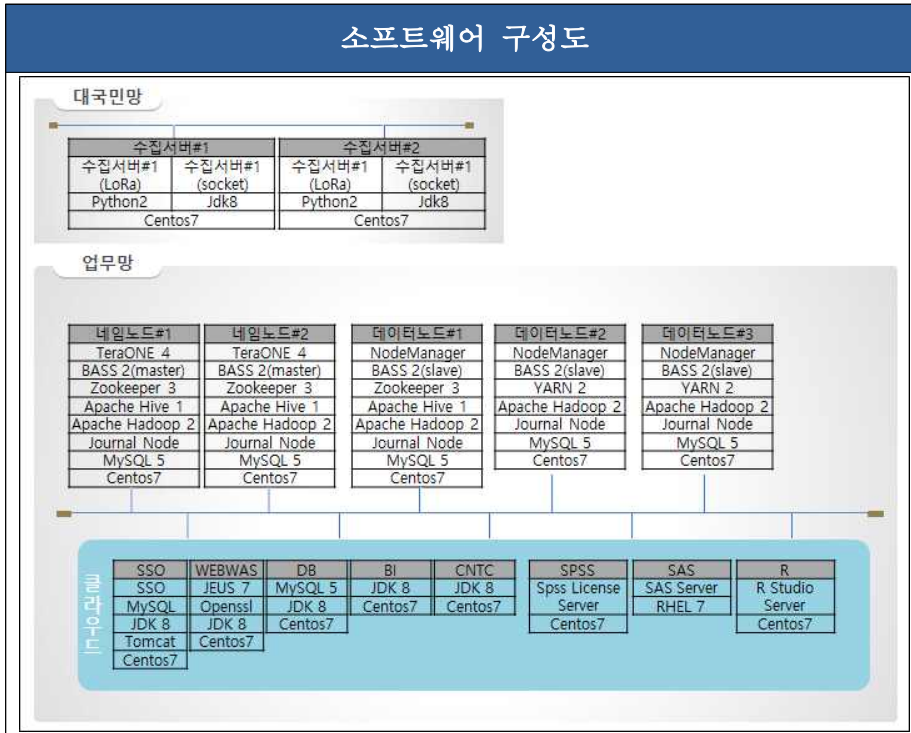 소프트웨어 구성도
대국민망
수집서버#1 수집서버#2
수집서버#1 수집서버#1 수집서버#1 수집서버#1
(LoRa) (socket) (LoRa) (socket)
Python2 Jdk8 Python2 Jdk8
Centos7 Centos7
업무망
네임노드#1 네임노드#2 데이터노드#1 데이터노드#2 데이터노드#3
TeraONE 4 TeraONE 4 NodeManager NodeManager NodeManager
BASS 2(master) BASS 2(master) BASS 2(slave) BASS 2(slave) BASS 2(slave)
Zookeeper 3 Zookeeper 3 Zookeeper 3 YARN 2 YARN 2
Apache Hive 1 Apache Hive 1 Apache Hive 1 Apache Hadoop 2 Apache Hadoop 2
Apache Hadoop 2 Apache Hadoop 2 Apache Hadoop 2 Journal Node Journal Node
Journal Node Journal Node Journal Node MySQL 5 MySQL 5
MySQL 5 MySQL 5 MySQL 5 Centos7 Centos7
Centos7 Centos7 Centos7
클라우드
SSO WEBWAS DB BI CNTC SPSS SAS R
SSO JEUS 7 MySQL 5 JDK 8 JDK 8 Spss License SAS Server R Studio
MySQL Openssl JDK 8 Centos7 Centos7 Server RHEL 7 Server
JDK 8 JDK 8 Centos7 Centos7 Centos7
Tomcat Centos7
Centos7